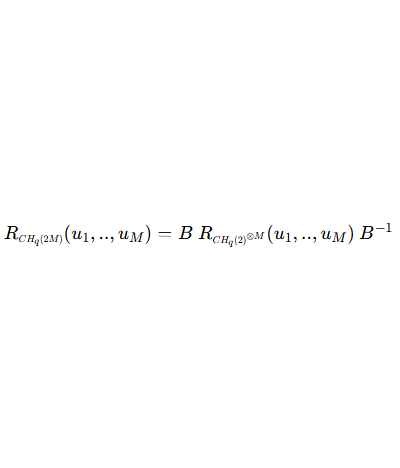 $R_{CH_q(2M)}(u_1,..,u_M) = B\ R_{CH_q(2)^{\otimes M}}(u_1,..,u_M)\ B^{-1}$